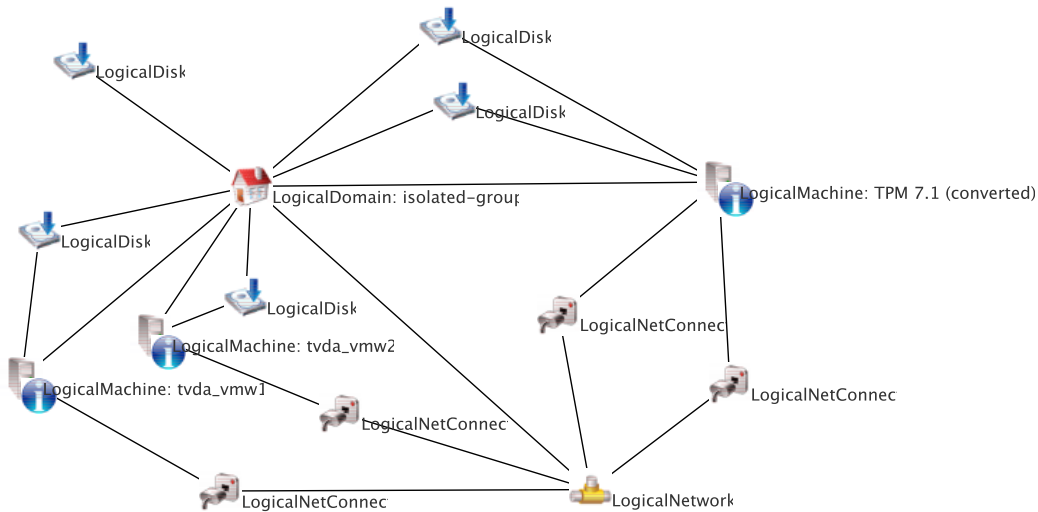 LogicalDisk
LogicalDisk
LogicalDisk
LogicalDomain: isolated-group
LogicalMachine: TPM 7.1 (converted)
LogicalDisk
LogicalDisk
LogicalNetConnec
LogicalMachine: tvda_vmw2
LogicalMachine: tvda_vmw1
LogicalNetConnec
LogicalNetConnec
LogicalNetConnec
LogicalNetwork